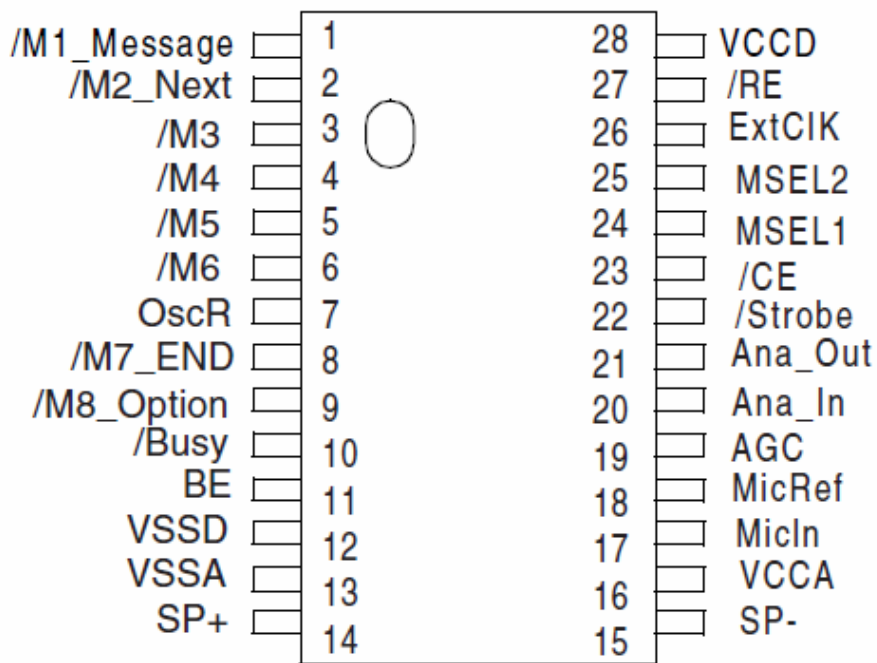 /M1_Message 1 28 VCCD
/M2_Next 2 27 /RE
/M3 3 26 ExtClK
/M4 4 25 MSEL2
/M5 5 24 MSEL1
/M6 6 23 /CE
OscR 7 22 /Strobe
/M7_END 8 21 Ana_Out
/M8_Option 9 20 Ana_In
/Busy 10 19 AGC
BE 11 18 MicRef
VSSD 12 17 MicIn
VSSA 13 16 VCCA
SP+ 14 15 SP-